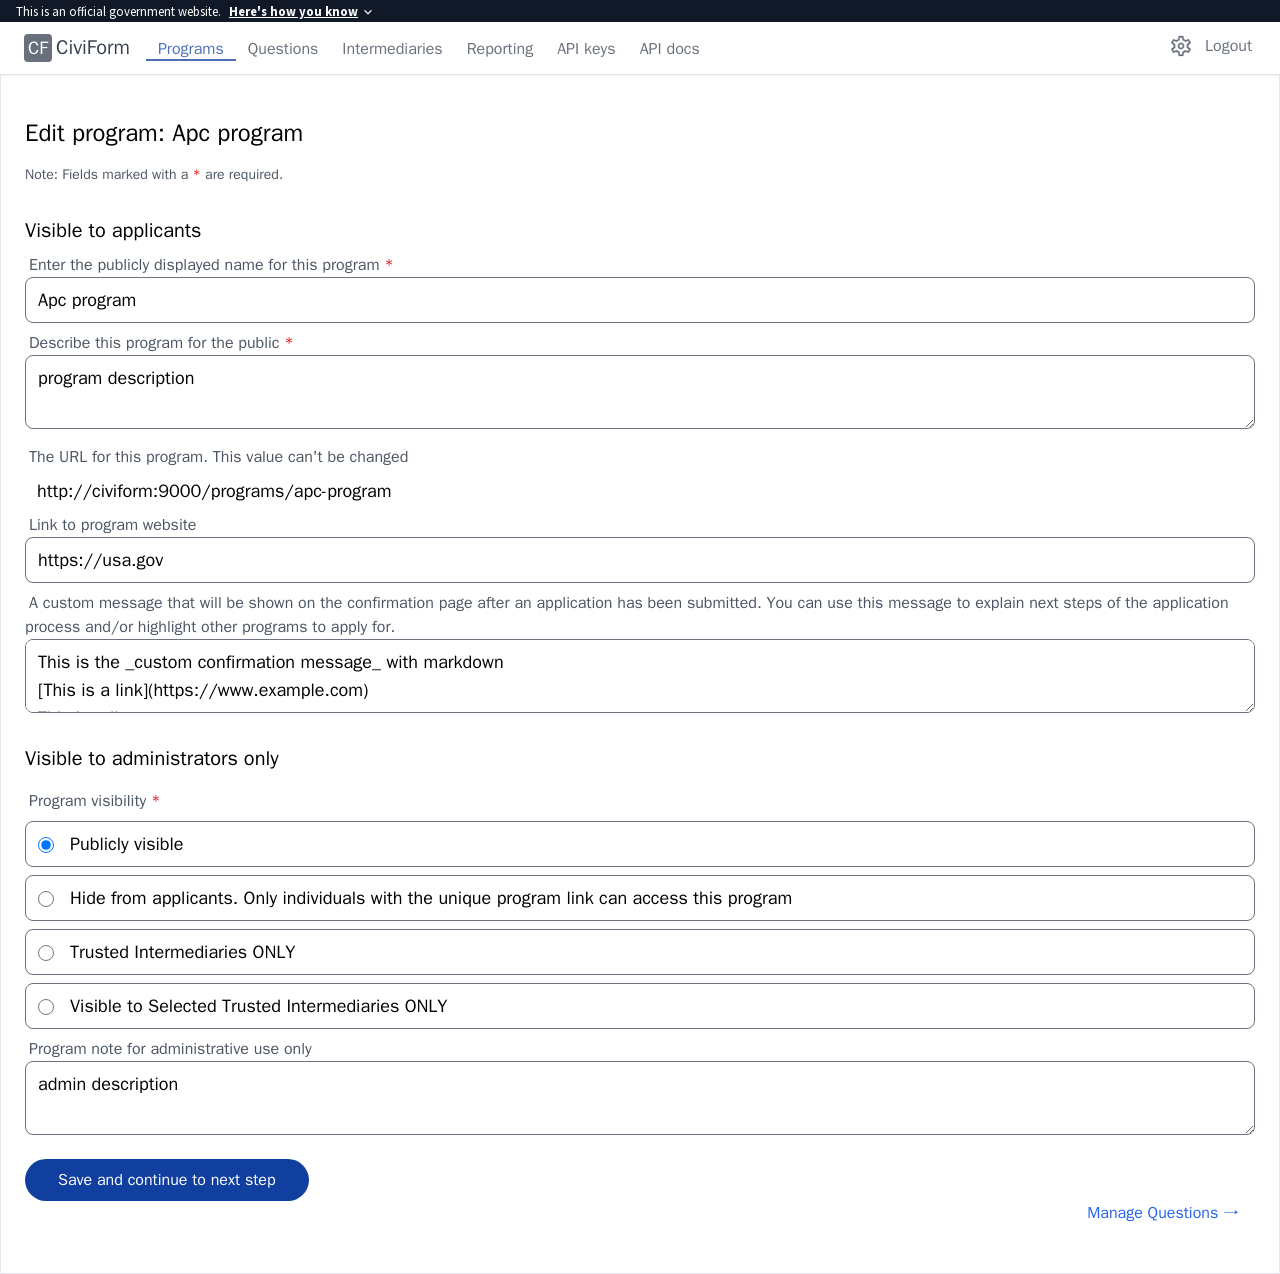 This is an official government website. Here's how you know
CF CiviForm Programs Questions Intermediaries Reporting API keys API docs Logout
Edit program: Apc program
Note: Fields marked with a * are required.
Visible to applicants
Enter the publicly displayed name for this program *
Apc program
Describe this program for the public *
program description
The URL for this program. This value can't be changed
http://civiform:9000/programs/apc-program
Link to program website
https://usa.gov
A custom message that will be shown on the confirmation page after an application has been submitted. You can use this message to explain next steps of the application
process and/or highlight other programs to apply for.
This is the _custom confirmation message_ with markdown
[This is a link](https://www.example.com)
Visible to administrators only
Program visibility *
Publicly visible
Hide from applicants. Only individuals with the unique program link can access this program
Trusted Intermediaries ONLY
Visible to Selected Trusted Intermediaries ONLY
Program note for administrative use only
admin description
Save and continue to next step
Manage Questions →